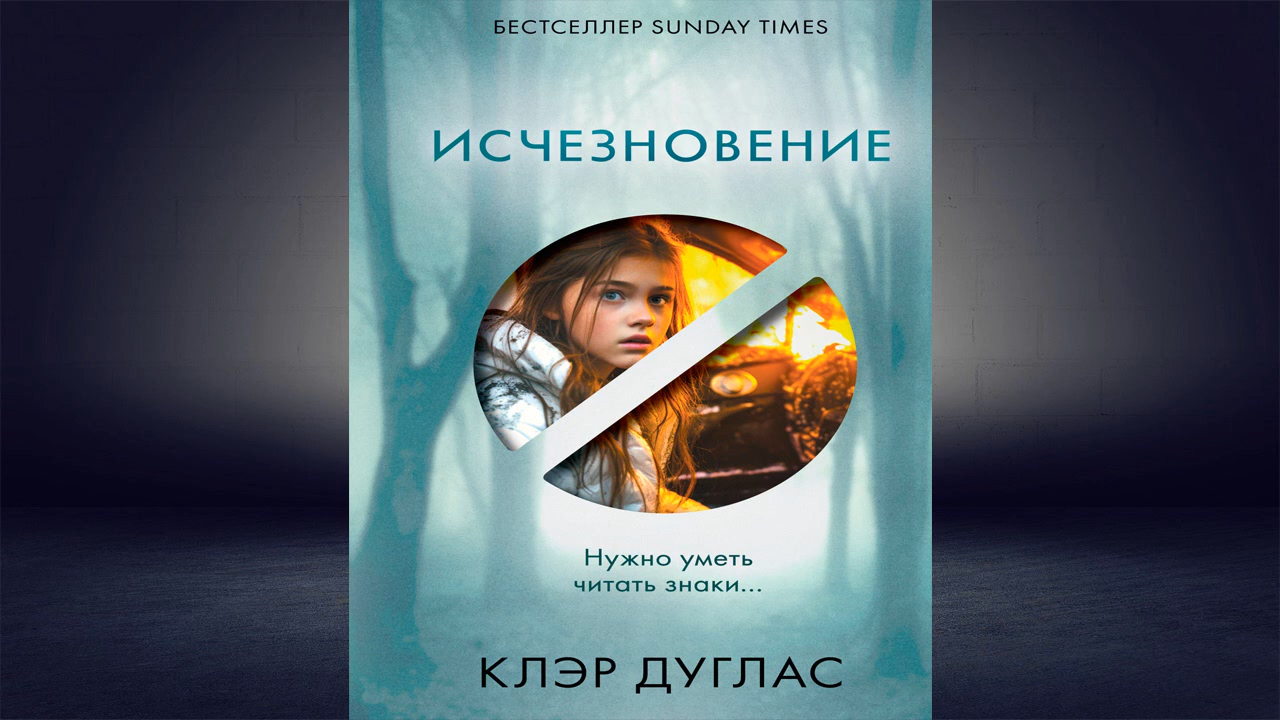 БЕСТСЕЛЛЕР SUNDAY TIMES
ИСЧЕЗНОВЕНИЕ
Нужно уметь
читать знаки...
КЛЭР ДУГЛАС